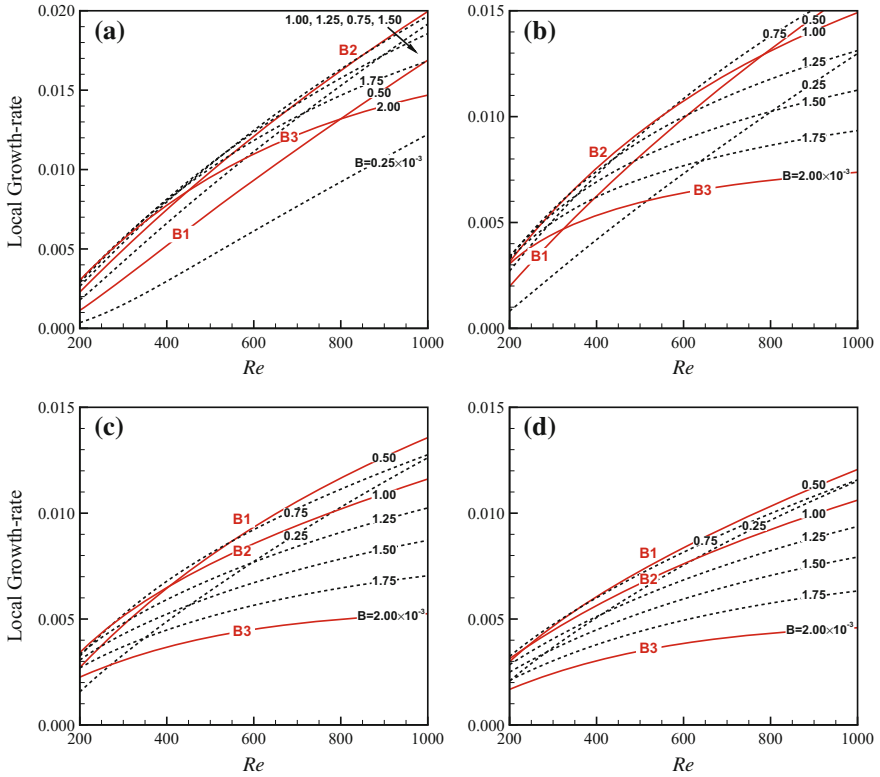 (a)
1.00, 1.25, 0.75, 1.50
B2
1.75
0.50
2.00
B3
B=0.25×10⁻³
B1
0.020
0.015
0.010
0.005
0.000
Local Growth-rate
200 400 600 800 1000
Re
(b)
0.50
0.75
1.00
1.25
0.25
1.50
B2
1.75
B=2.00×10⁻³
B3
B1
0.015
0.010
0.005
0.000
200 400 600 800 1000
Re
(c)
0.50
1.00
B1
0.75
1.25
0.25
B2
1.50
1.75
B=2.00×10⁻³
B3
0.015
0.010
0.005
0.000
Local Growth-rate
200 400 600 800 1000
Re
(d)
0.50
1.00
0.25
0.75
1.25
B1
1.50
B2
1.75
B=2.00×10⁻³
B3
0.015
0.010
0.005
0.000
200 400 600 800 1000
Re